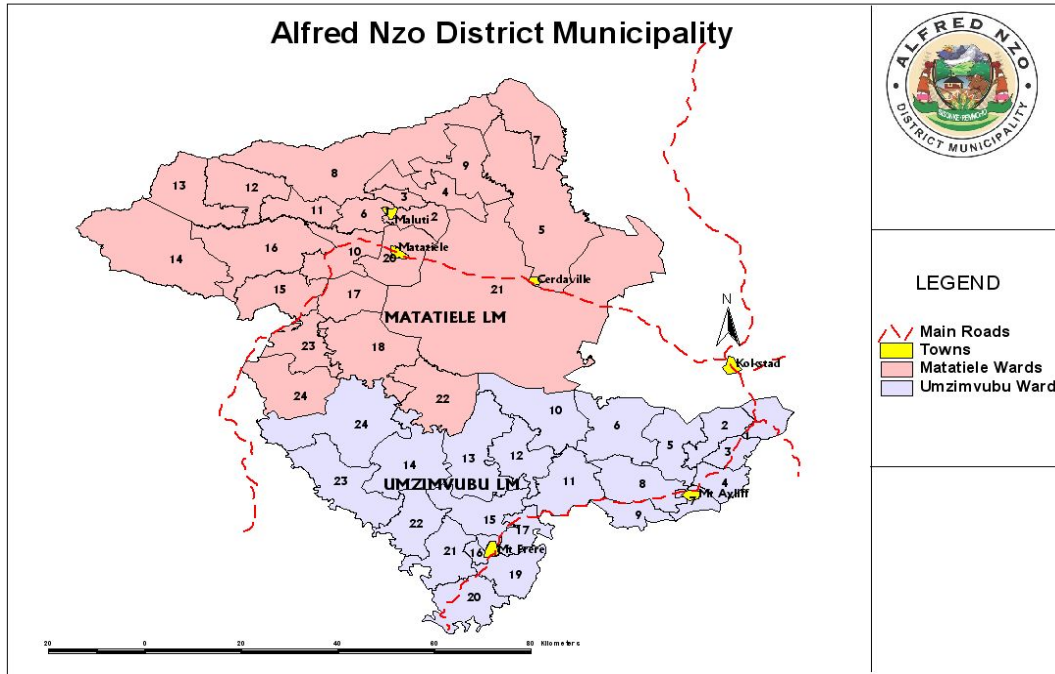 Alfred Nzo District Municipality
ALFRED NZO
DISTRICT MUNICIPALITY
7
9
8
13
12
3
4
11
6
Maluti
2
5
16
10
Matatiele
20
14
Cerdaville
21
15
17
MATATIELE LM
23
18
24
22
N
Kokstad
LEGEND
Main Roads
Towns
Matatiele Wards
Umzimvubu Ward
24
10
6
2
5
3
13
12
14
23
UMZIMVUBU LM
11
8
4
Mt Ayliff
7
9
22
15
17
21
16
Mt Frere
19
20
20 0 20 40 60 80 Kilometers